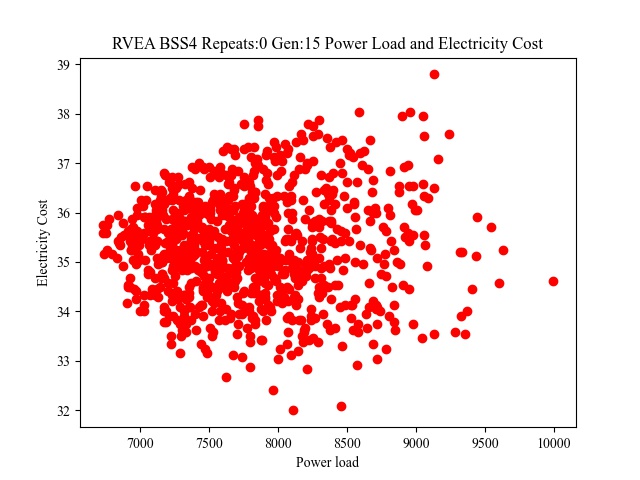 RVEA BSS4 Repeats:0 Gen:15 Power Load and Electricity Cost
39
38
37
36
35
34
33
32
Electricity Cost
7000 7500 8000 8500 9000 9500 10000
Power load